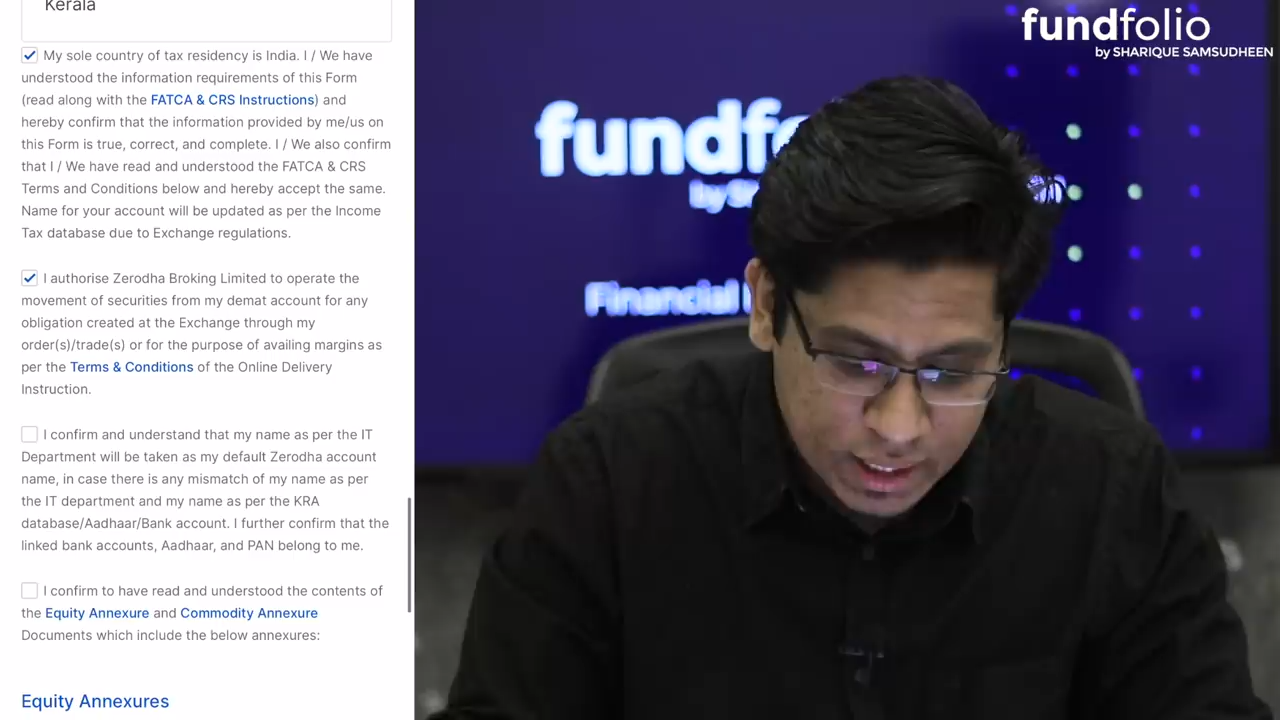 Kerala
My sole country of tax residency is India. I / We have
understood the information requirements of this Form
(read along with the FATCA & CRS Instructions) and
hereby confirm that the information provided by me/us on
this Form is true, correct, and complete. I / We also confirm
that I / We have read and understood the FATCA & CRS
Terms and Conditions below and hereby accept the same.
Name for your account will be updated as per the Income
Tax database due to Exchange regulations.
I authorise Zerodha Broking Limited to operate the
movement of securities from my demat account for any
obligation created at the Exchange through my
order(s)/trade(s) or for the purpose of availing margins as
per the Terms & Conditions of the Online Delivery
Instruction.
I confirm and understand that my name as per the IT
Department will be taken as my default Zerodha account
name, in case there is any mismatch of my name as per
the IT department and my name as per the KRA
database/Aadhaar/Bank account. I further confirm that the
linked bank accounts, Aadhaar, and PAN belong to me.
I confirm to have read and understood the contents of
the Equity Annexure and Commodity Annexure
Documents which include the below annexures:
Equity Annexures
fundfolio
by SHARIQUE SAMSUDHEEN
fundf
by S
Financial